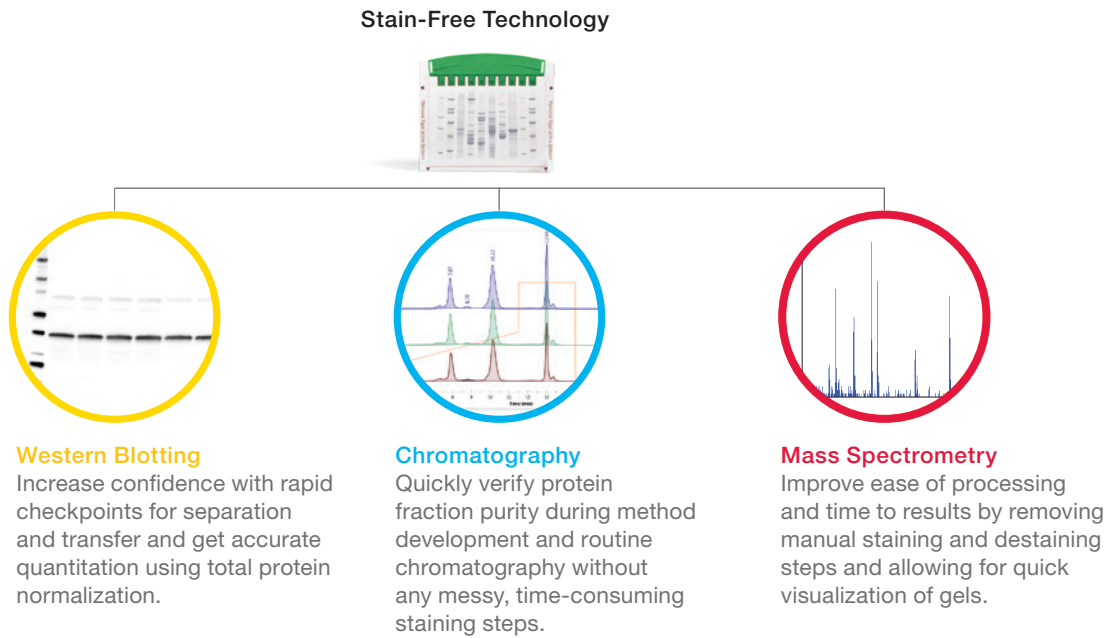 Stain-Free Technology
Western Blotting
Increase confidence with rapid
checkpoints for separation
and transfer and get accurate
quantitation using total protein
normalization.
Chromatography
Quickly verify protein
fraction purity during method
development and routine
chromatography without
any messy, time-consuming
staining steps.
Mass Spectrometry
Improve ease of processing
and time to results by removing
manual staining and destaining
steps and allowing for quick
visualization of gels.